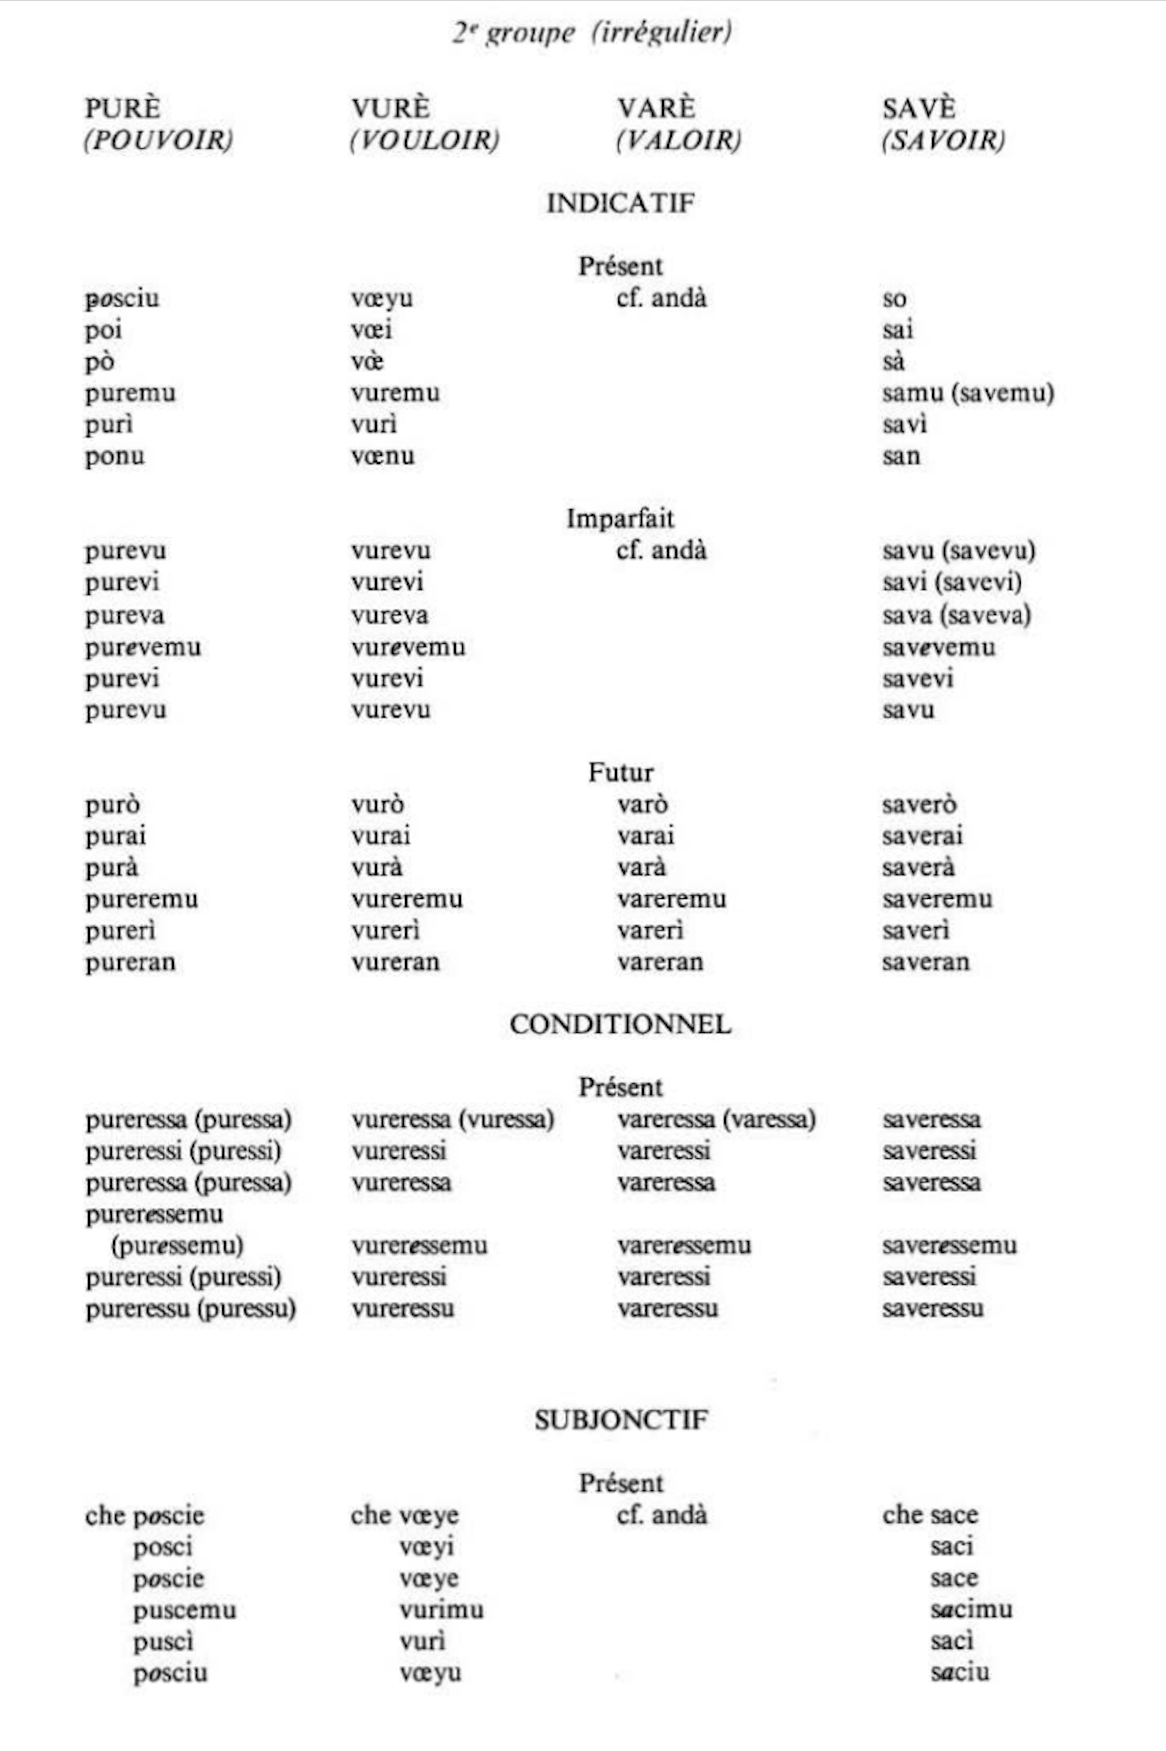 2e groupe (irrégulier)
PURÈ VURÈ VARÈ SAVÈ
(POUVOIR) (VOULOIR) (VALOIR) (SAVOIR)
INDICATIF
Présent
posciu vœyu cf. andà so
poi vœi sai
pò vœ̀ sà
puremu vuremu samu (savemu)
purì vurì savì
ponu vœnu san
Imparfait
purevu vurevu cf. andà savu (savevu)
purevi vurevi savi (savevi)
pureva vureva sava (saveva)
purevemu vurevemu savevemu
purevi vurevi savevi
purevu vurevu savu
Futur
purò vurò varò saverò
purai vurai varai saverai
purà vurà varà saverà
pureremu vureremu vareremu saveremu
purerì vurerì varerì saverì
pureran vureran vareran saveran
CONDITIONNEL
Présent
pureressa (puressa) vureressa (vuressa) vareressa (varessa) saveressa
pureressi (puressi) vureressi vareressi saveressi
pureressa (puressa) vureressa vareressa saveressa
pureressemu
(puressemu) vureressemu vareressemu saveressemu
pureressi (puressi) vureressi vareressi saveressi
pureressu (puressu) vureressu vareressu saveressu
SUBJONCTIF
Présent
che poscie che vœye cf. andà che sace
posci vœyi saci
poscie vœye sace
puscemu vurimu sacimu
puscì vurì sacì
posciu vœyu saciu